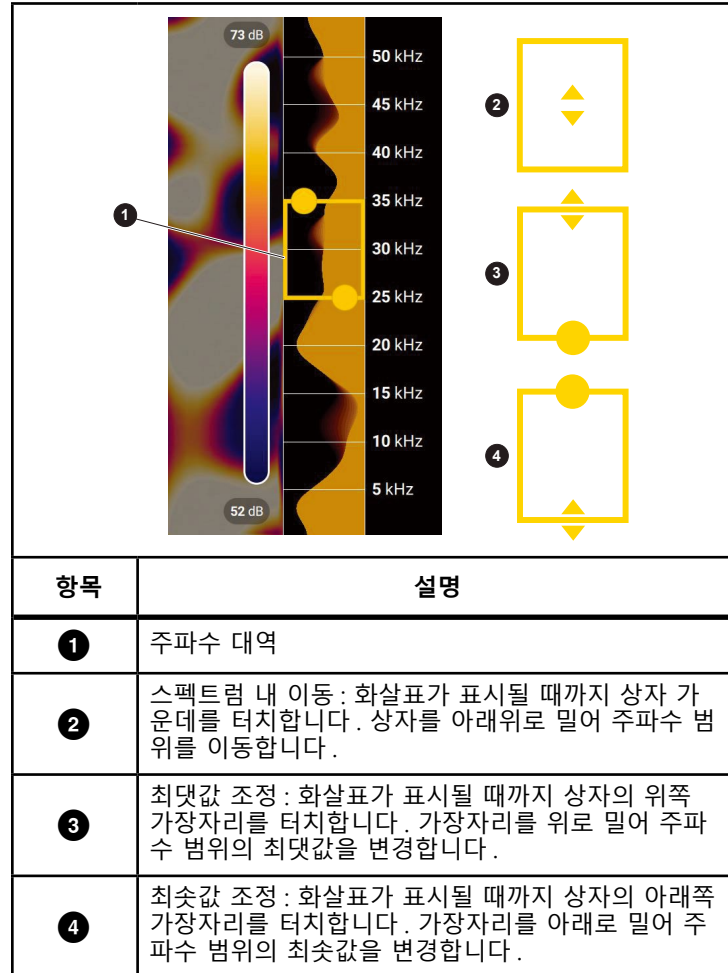 73 dB
50 kHz
45 kHz
40 kHz
35 kHz
30 kHz
25 kHz
20 kHz
15 kHz
10 kHz
5 kHz
52 dB
1
2
3
4
항목 설명
1 주파수 대역
2 스펙트럼 내 이동 : 화살표가 표시될 때까지 상자 가
운데를 터치합니다 . 상자를 아래위로 밀어 주파수 범
위를 이동합니다 .
3 최댓값 조정 : 화살표가 표시될 때까지 상자의 위쪽
가장자리를 터치합니다 . 가장자리를 위로 밀어 주파
수 범위의 최댓값을 변경합니다 .
4 최솟값 조정 : 화살표가 표시될 때까지 상자의 아래쪽
가장자리를 터치합니다 . 가장자리를 아래로 밀어 주
파수 범위의 최솟값을 변경합니다 .